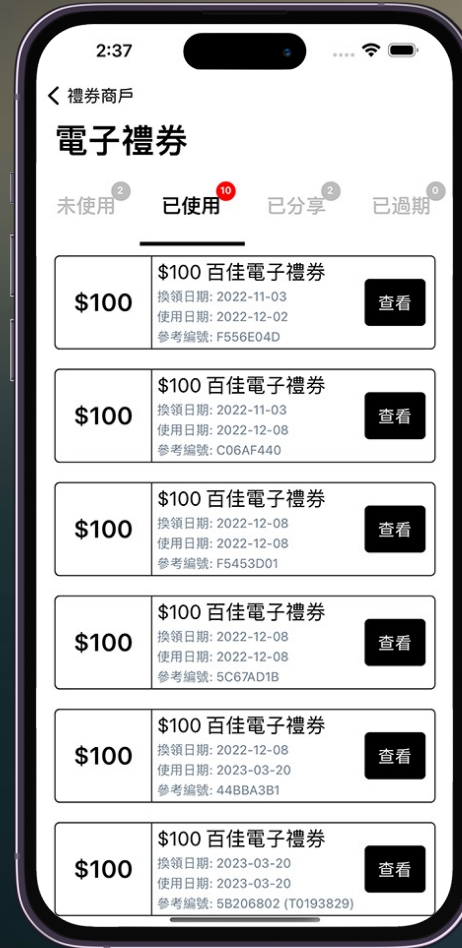 2:37
禮券商戶
電子禮券
未使用 2
已使用 10
已分享 2
已過期 0
$100
$100 百佳電子禮券
換領日期: 2022-11-03
使用日期: 2022-12-02
參考編號: F556E04D
查看
$100
$100 百佳電子禮券
換領日期: 2022-11-03
使用日期: 2022-12-08
參考編號: C06AF440
查看
$100
$100 百佳電子禮券
換領日期: 2022-12-08
使用日期: 2022-12-08
參考編號: F5453D01
查看
$100
$100 百佳電子禮券
換領日期: 2022-12-08
使用日期: 2022-12-08
參考編號: 5C67AD1B
查看
$100
$100 百佳電子禮券
換領日期: 2022-12-08
使用日期: 2023-03-20
參考編號: 44BBA3B1
查看
$100
$100 百佳電子禮券
換領日期: 2023-03-20
使用日期: 2023-03-20
參考編號: 5B206802 (T0193829)
查看